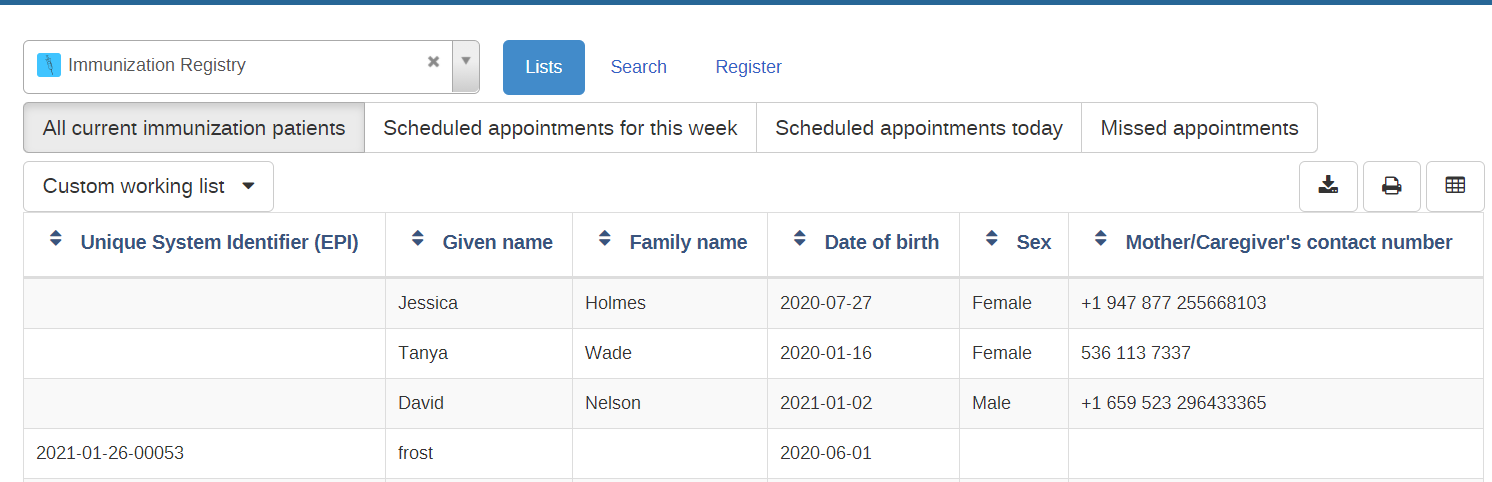 Immunization Registry Lists Search Register
All current immunization patients Scheduled appointments for this week Scheduled appointments today Missed appointments
Custom working list
Unique System Identifier (EPI) Given name Family name Date of birth Sex Mother/Caregiver's contact number
Jessica Holmes 2020-07-27 Female +1 947 877 255668103
Tanya Wade 2020-01-16 Female 536 113 7337
David Nelson 2021-01-02 Male +1 659 523 296433365
2021-01-26-00053 frost 2020-06-01